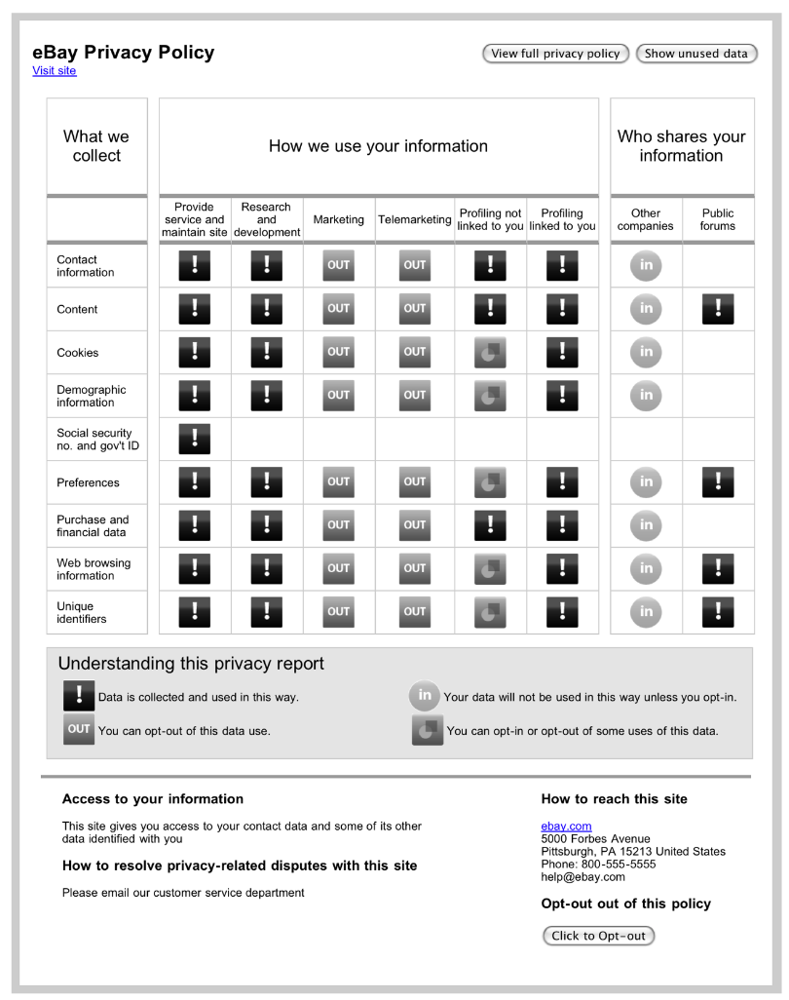 eBay Privacy Policy
Visit site
View full privacy policy
Show unused data
What we
collect
How we use your information
Who shares your
information
Provide
service and
maintain site
Research
and
development
Marketing
Telemarketing
Profiling not
linked to you
Profiling
linked to you
Other
companies
Public
forums
Contact
information
! ! OUT OUT ! ! in
Content
! ! OUT OUT ! ! in !
Cookies
! ! OUT OUT ! in
Demographic
information
! ! OUT OUT ! in
Social security
no. and gov't ID
!
Preferences
! ! OUT OUT ! in !
Purchase and
financial data
! ! OUT OUT ! ! in
Web browsing
information
! ! OUT OUT ! in !
Unique
identifiers
! ! OUT OUT ! in !
Understanding this privacy report
! Data is collected and used in this way.
in Your data will not be used in this way unless you opt-in.
OUT You can opt-out of this data use.
You can opt-in or opt-out of some uses of this data.
Access to your information
This site gives you access to your contact data and some of its other
data identified with you
How to resolve privacy-related disputes with this site
Please email our customer service department
How to reach this site
ebay.com
5000 Forbes Avenue
Pittsburgh, PA 15213 United States
Phone: 800-555-5555
help@ebay.com
Opt-out out of this policy
Click to Opt-out